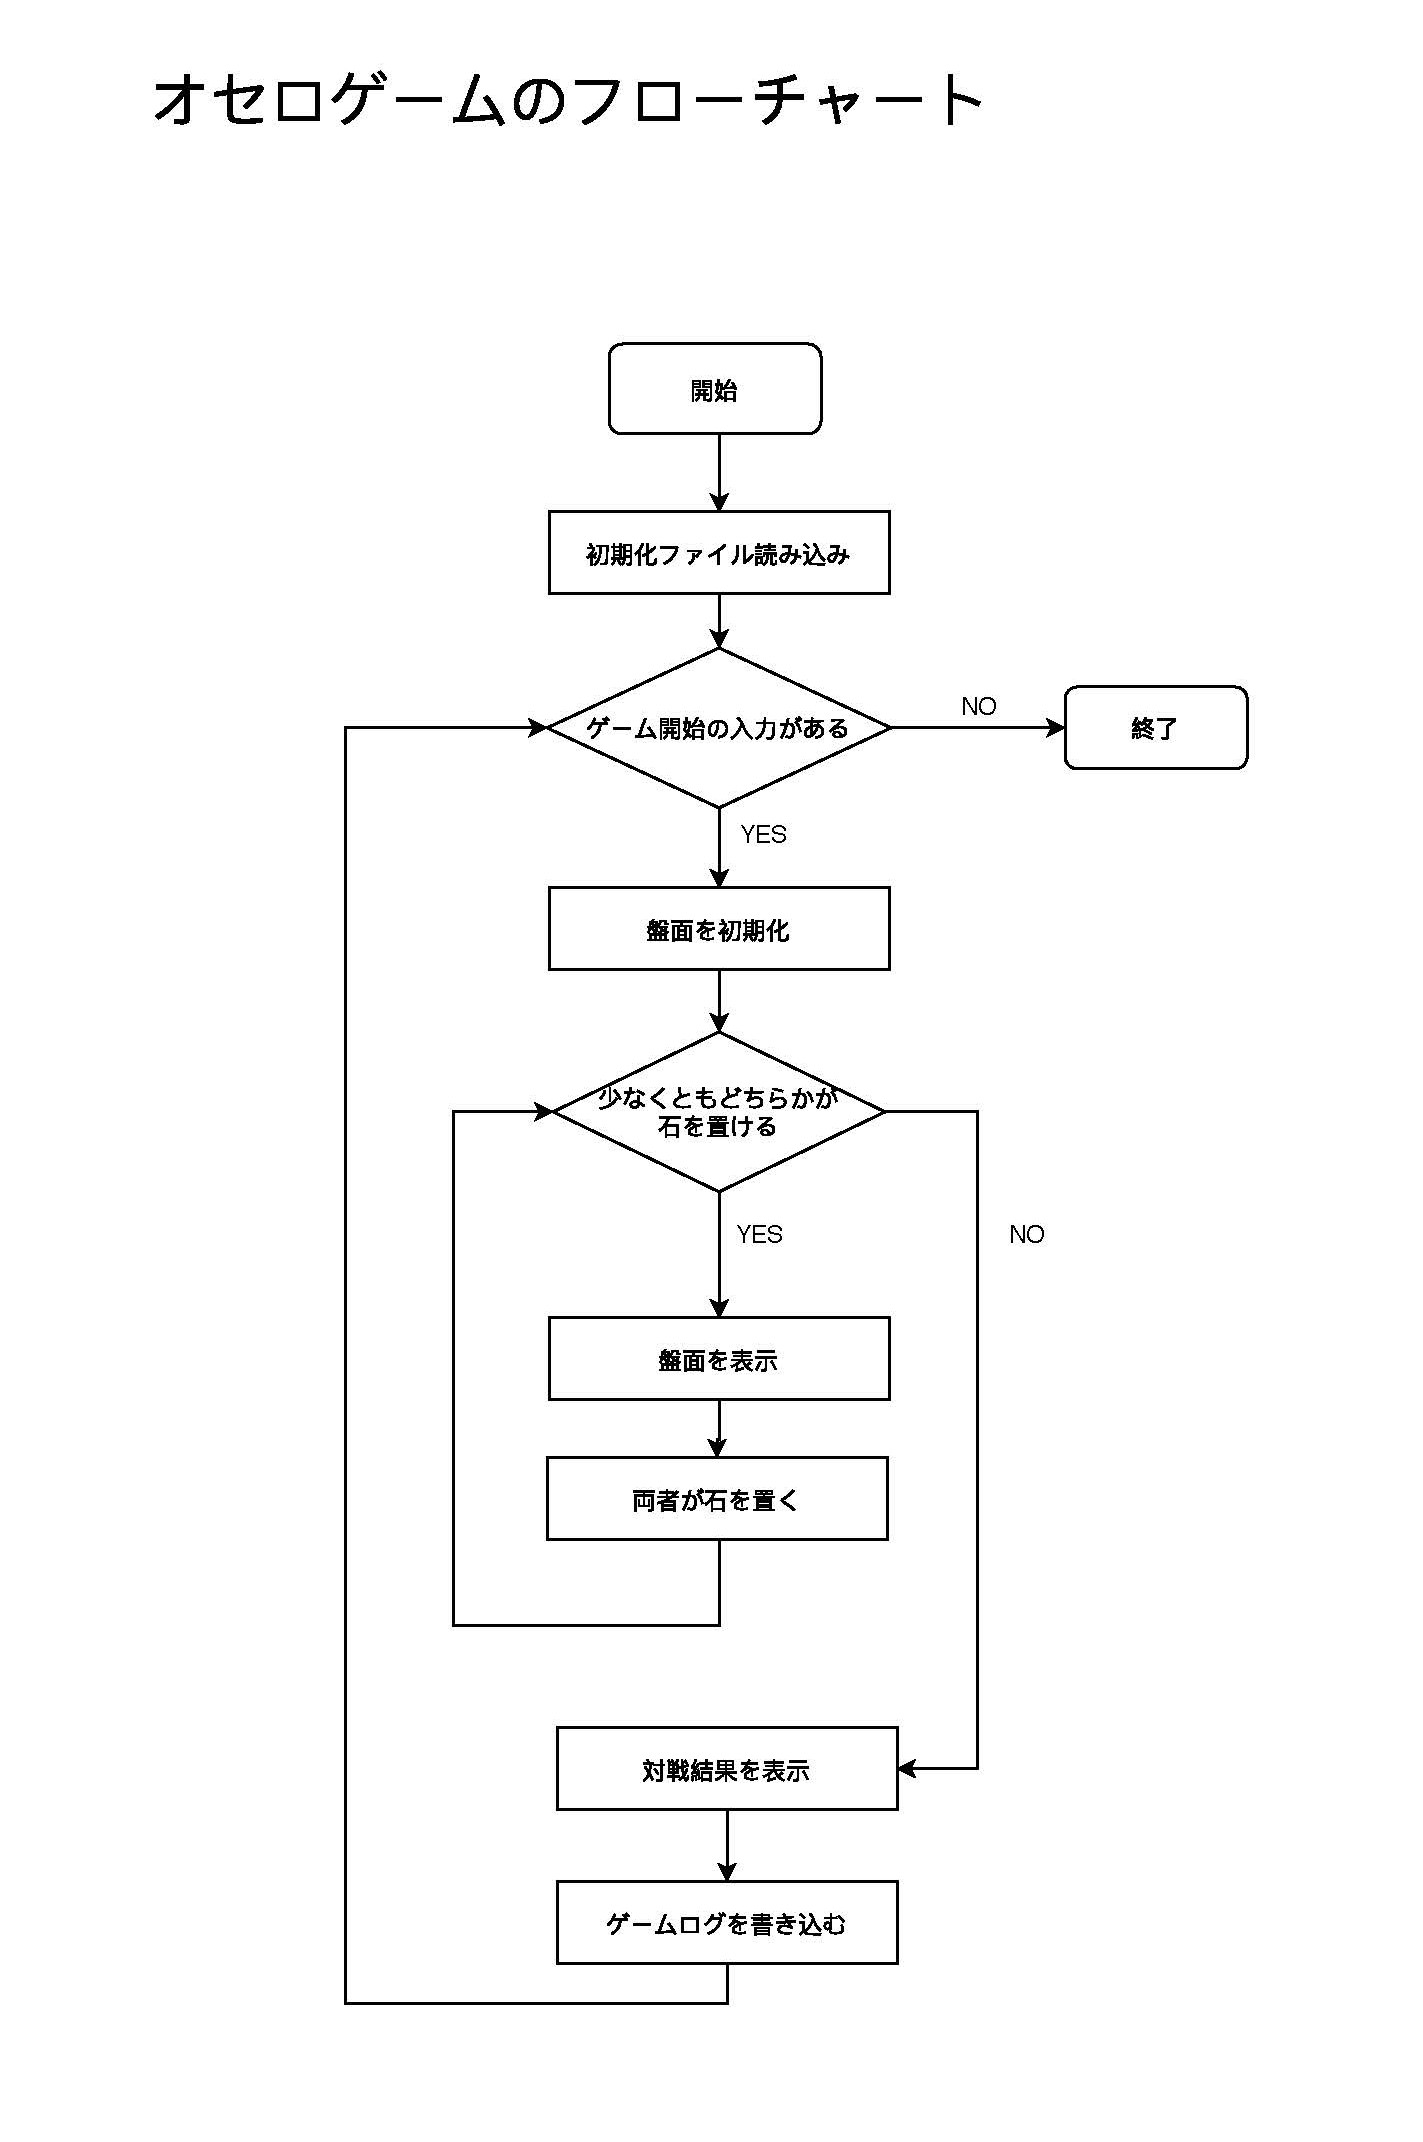 オセロゲームのフローチャート
開始
初期化ファイル読み込み
ゲーム開始の入力がある
NO
終了
YES
盤面を初期化
少なくともどちらかが
石を置ける
YES
NO
盤面を表示
両者が石を置く
対戦結果を表示
ゲームログを書き込む